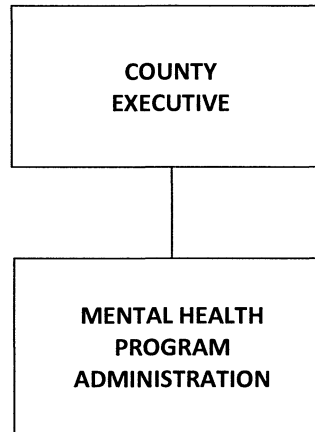 COUNTY
EXECUTIVE
MENTAL HEALTH
PROGRAM
ADMINISTRATION